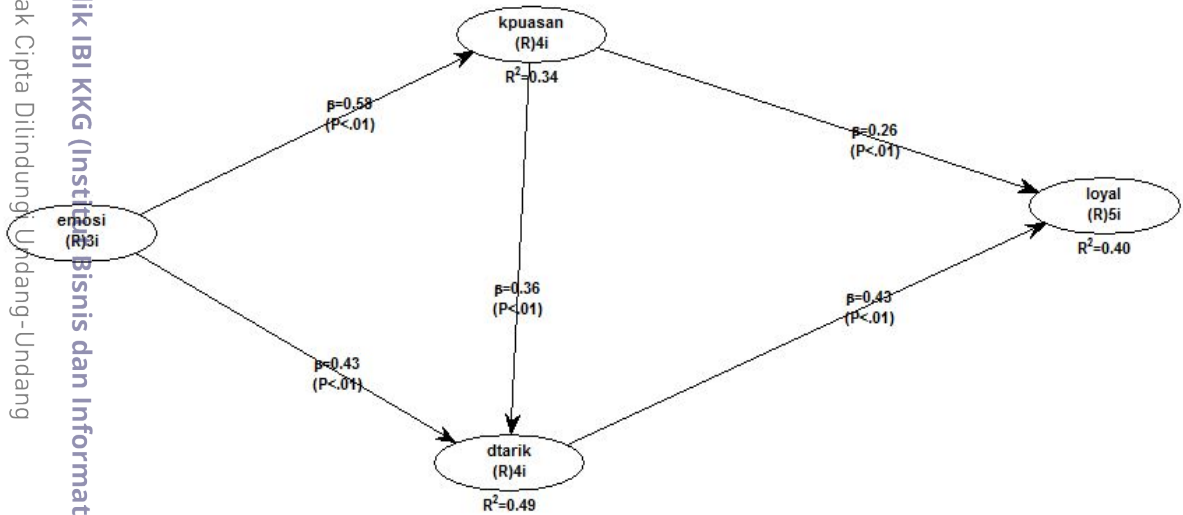 kpuasan
(R)4i
R²=0.34
β=0.58
(P<.01)
β=0.26
(P<.01)
emosi
(R)3i
loyal
(R)5i
R²=0.40
β=0.36
(P<.01)
β=0.43
(P<.01)
β=0.43
(P<.01)
dtarik
(R)4i
R²=0.49
lik IBI KKG (Institut Bisnis dan Informat
ak Cipta Dilindungi Undang-Undang